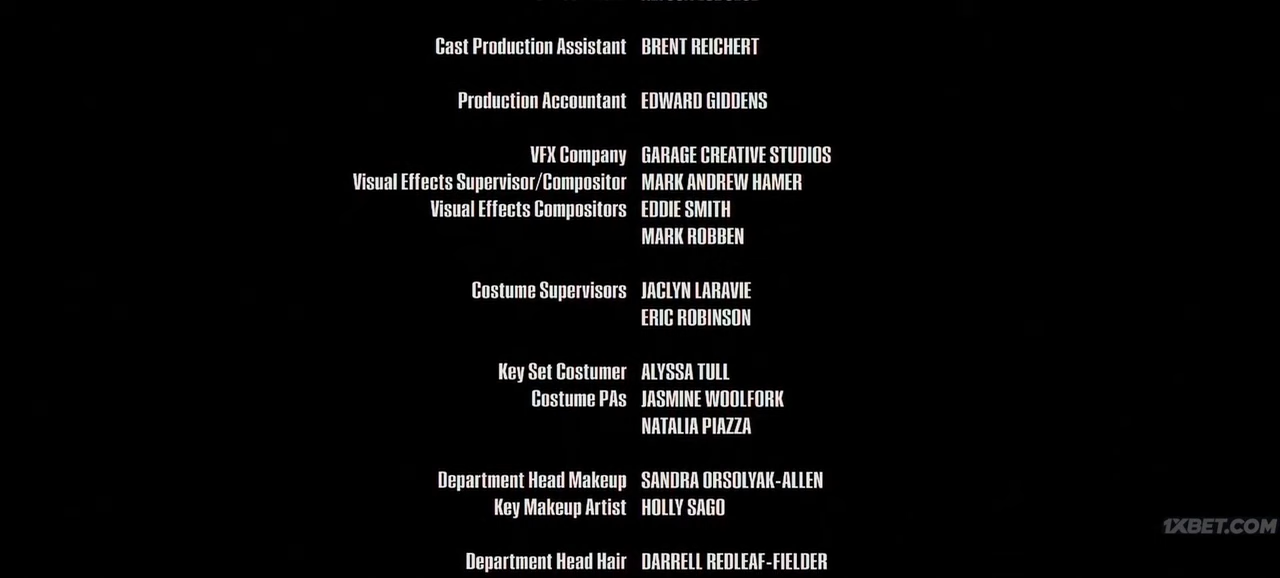 Cast Production Assistant BRENT REICHERT
Production Accountant EDWARD GIDDENS
VFX Company GARAGE CREATIVE STUDIOS
Visual Effects Supervisor/Compositor MARK ANDREW HAMER
Visual Effects Compositors EDDIE SMITH
MARK ROBBEN
Costume Supervisors JACLYN LARAVIE
ERIC ROBINSON
Key Set Costumer ALYSSA TULL
Costume PAs JASMINE WOOLFORK
NATALIA PIAZZA
Department Head Makeup SANDRA ORSOLYAK-ALLEN
Key Makeup Artist HOLLY SAGO
1XBET.COM
Department Head Hair DARRELL REDLEAF-FIELDER